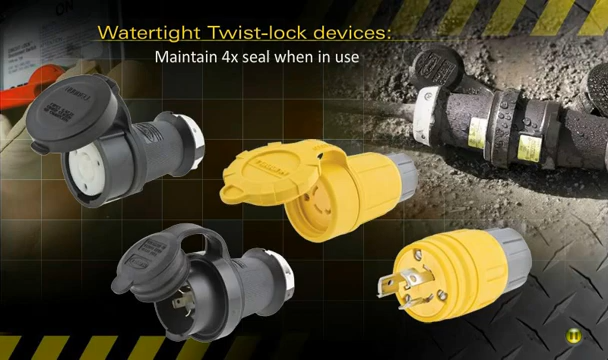 Watertight Twist-lock devices:
Maintain 4x seal when in use